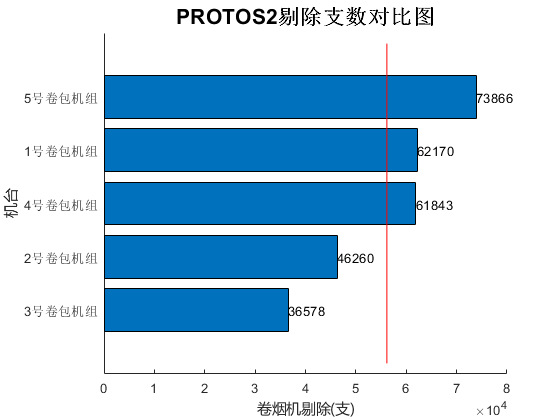 PROTOS2剔除支数对比图
机台
5号卷包机组 73866
1号卷包机组 62170
4号卷包机组 61843
2号卷包机组 46260
3号卷包机组 36578
0 1 2 3 4 5 6 7 8
×10⁴
卷烟机剔除(支)